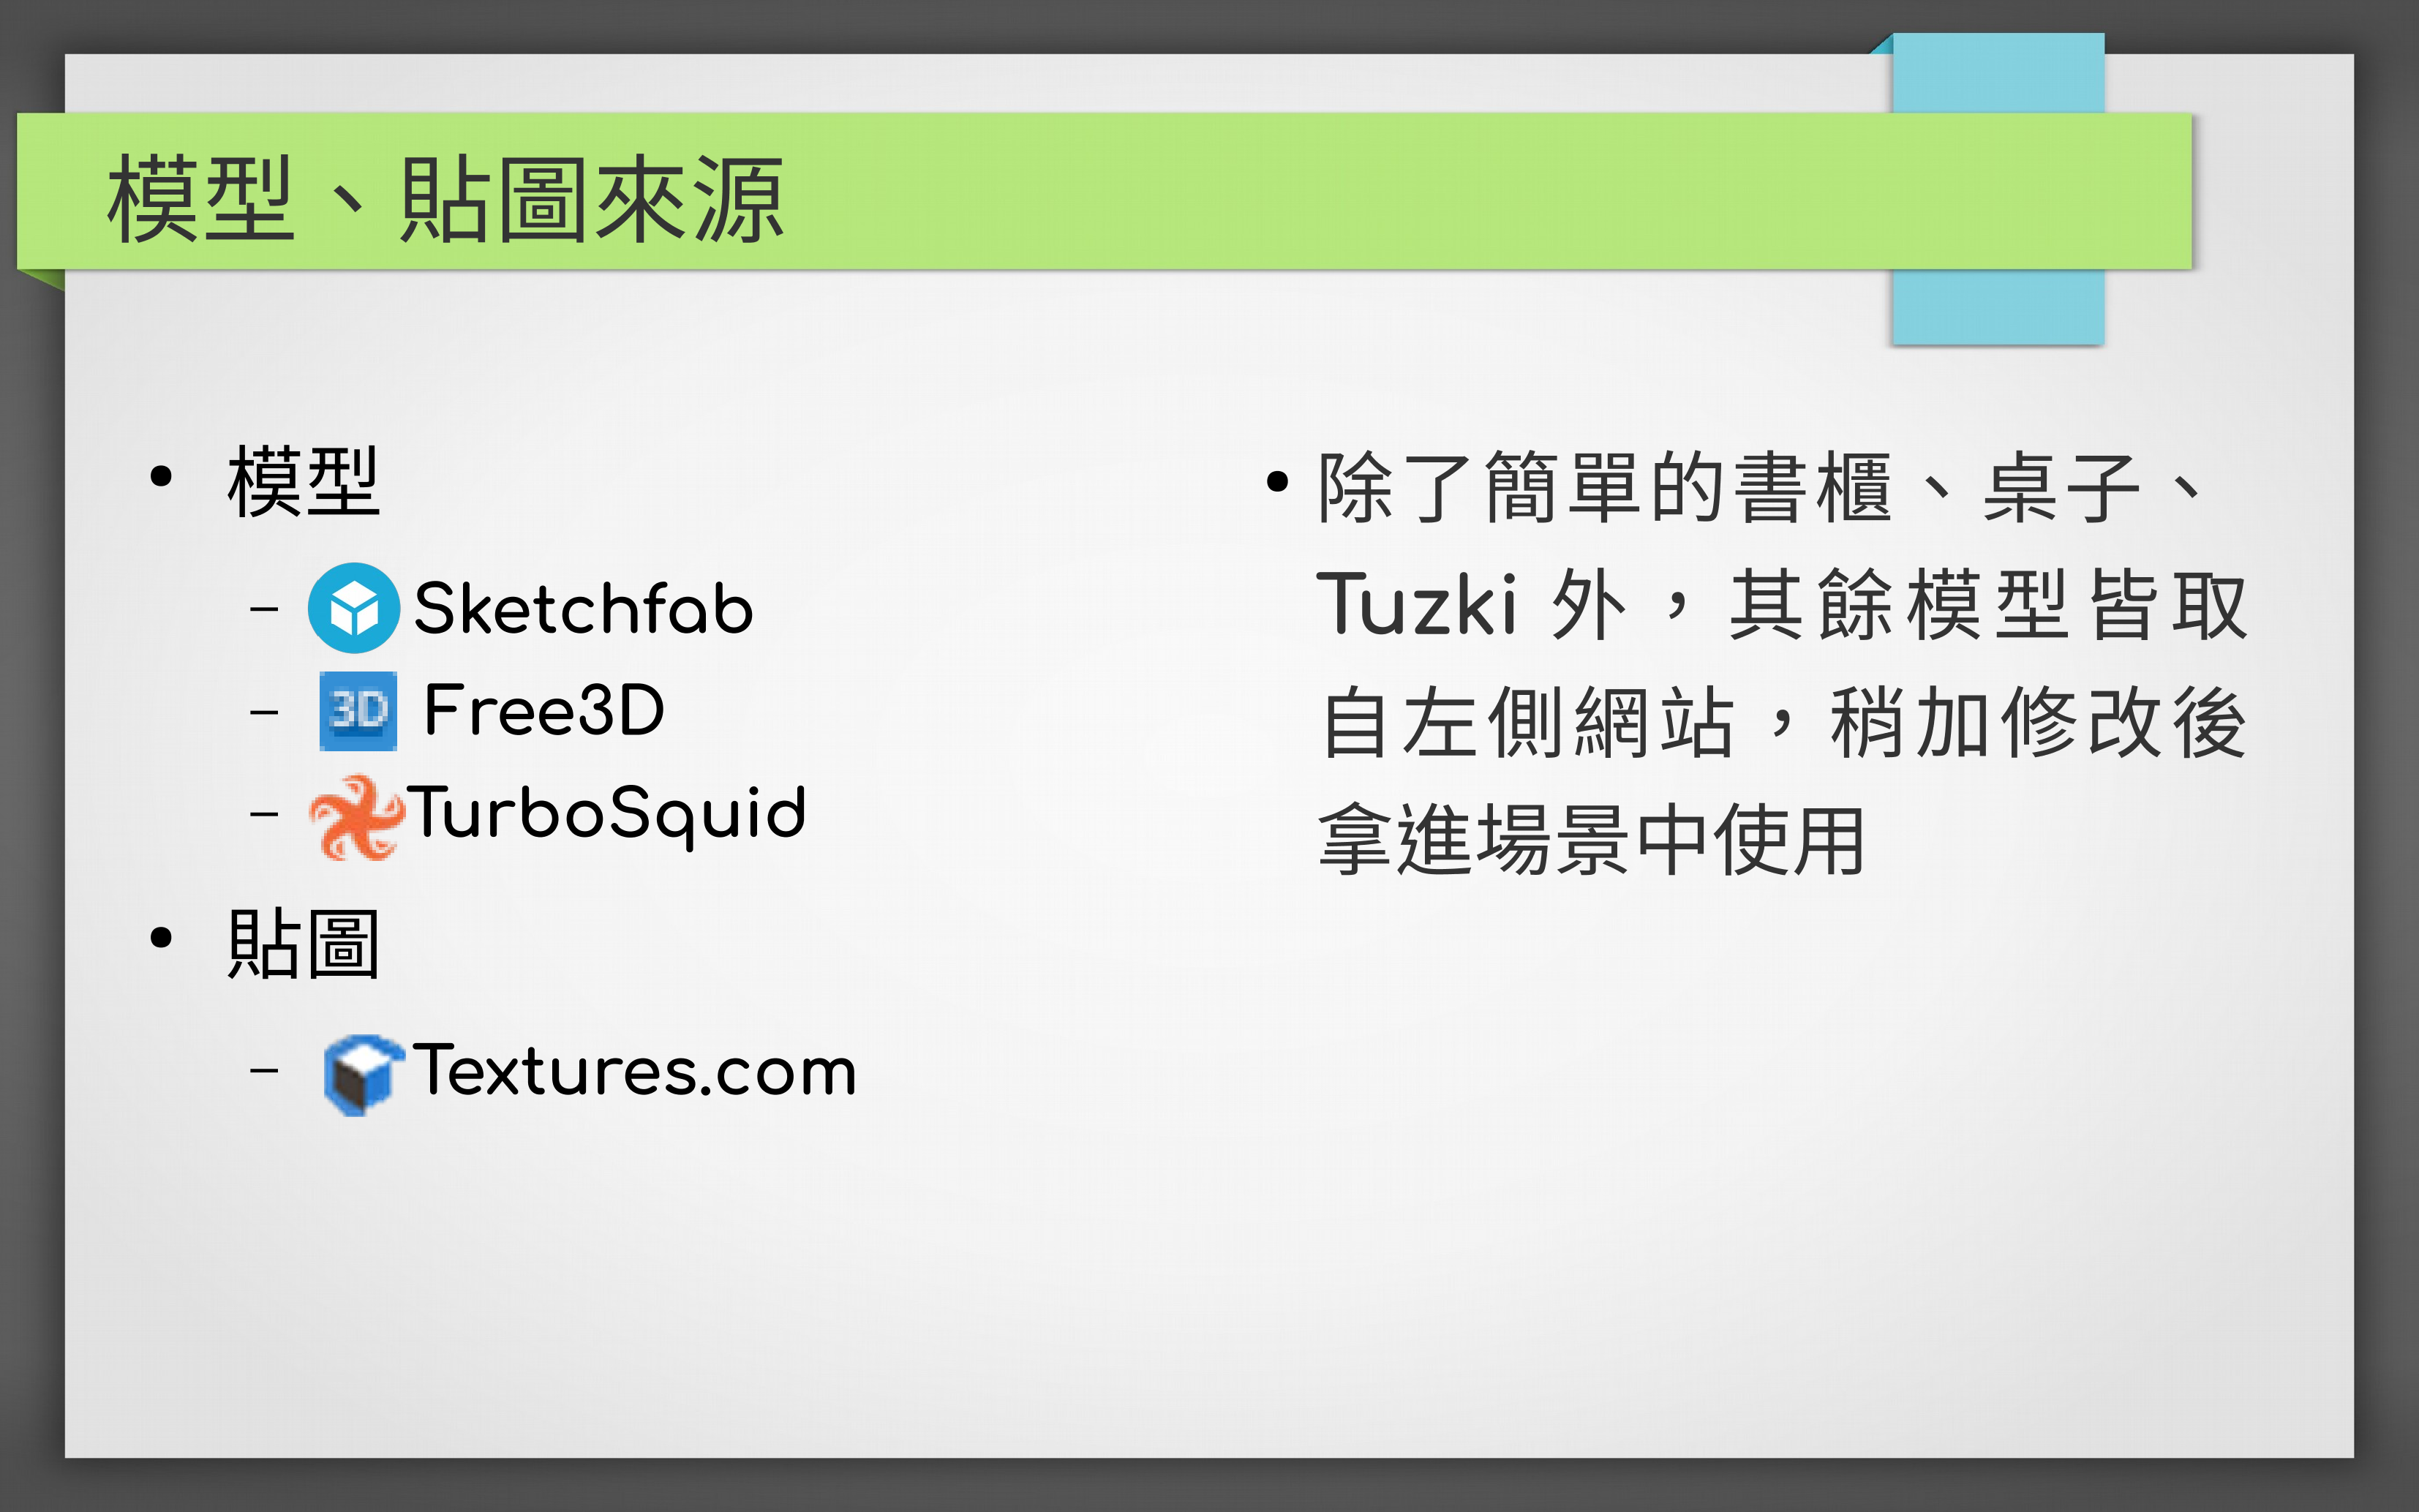 模型、貼圖來源
• 模型
– Sketchfab
– 3D Free3D
– TurboSquid
• 貼圖
– Textures.com
• 除了簡單的書櫃、桌子、
Tuzki 外，其餘模型皆取
自左側網站，稍加修改後
拿進場景中使用